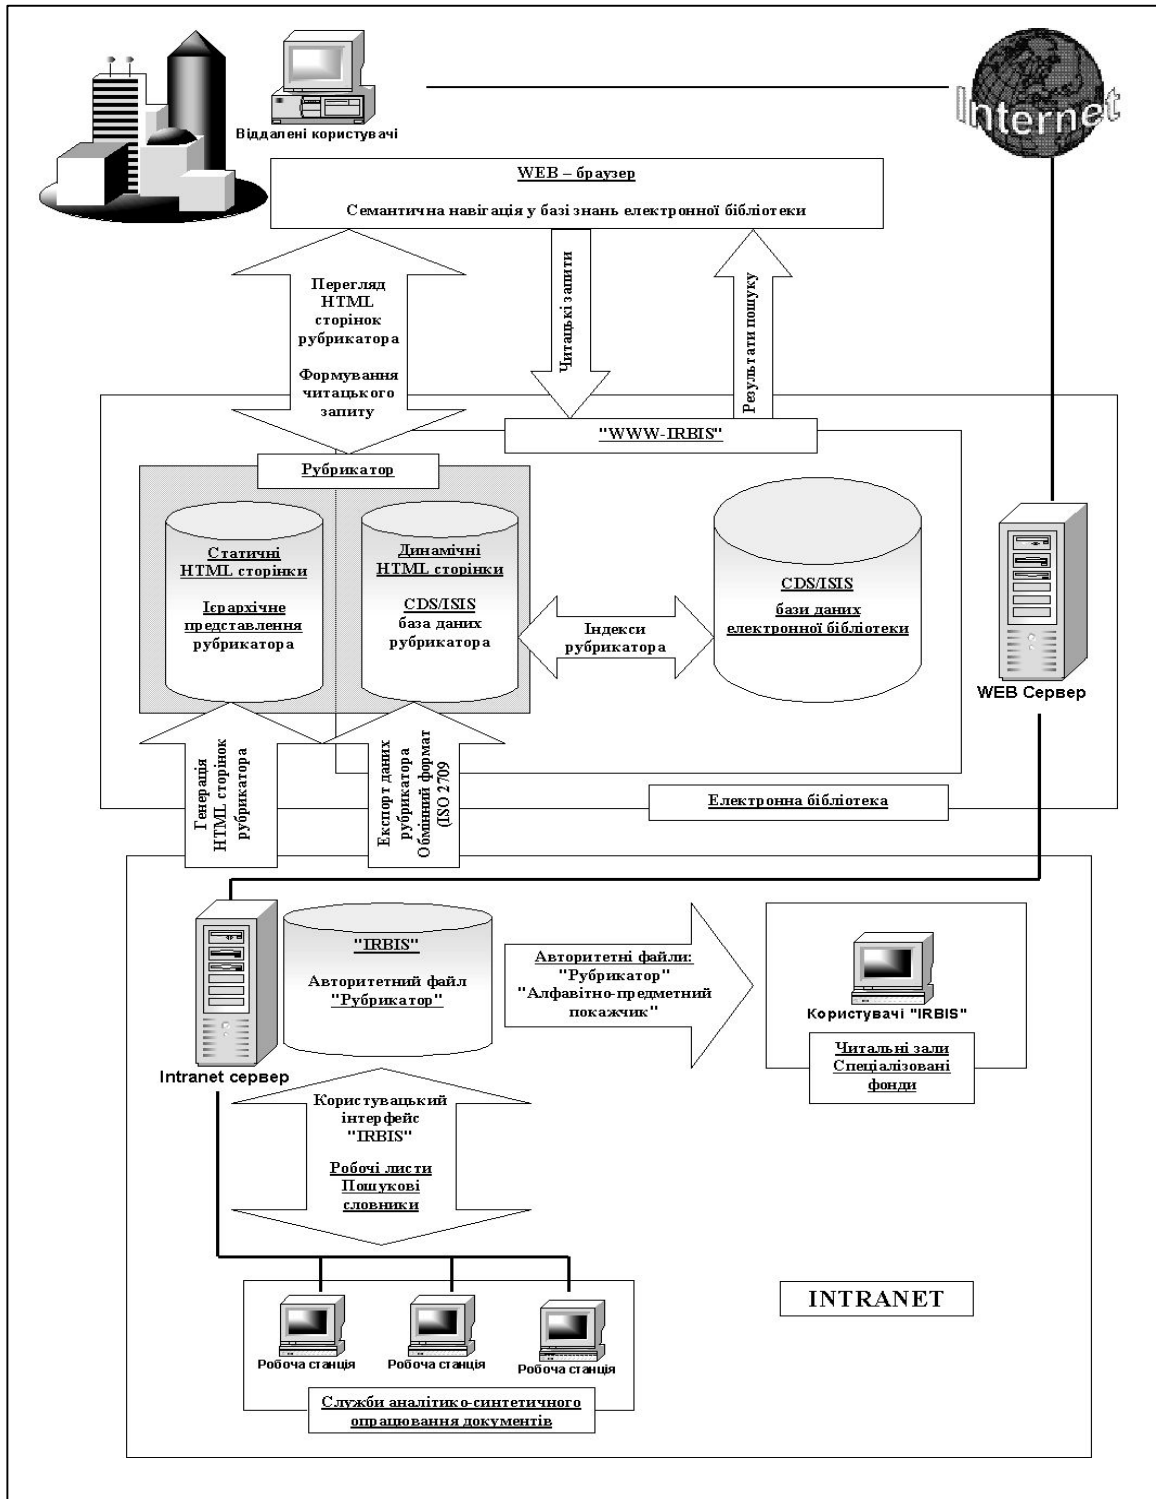 Internet
Віддалені користувачі
WEB – браузер
Семантична навігація у базі знань електронної бібліотеки
Перегляд
HTML
сторінок
рубрикатора
Формування
читацького
запиту
Читацькі запити
Результати пошуку
"WWW-IRBIS"
Рубрикатор
Статичні
HTML сторінки
Ієрархічне
представлення
рубрикатора
Динамічні
HTML сторінки
CDS/ISIS
база даних
рубрикатора
Індекси
рубрикатора
CDS/ISIS
бази даних
електронної бібліотеки
WEB Сервер
Генерація
HTML сторінок
рубрикатора
Експорт даних
рубрикатора
Обмінний формат
(ISO 2709
Електронна бібліотека
"IRBIS"
Авторитетний файл
"Рубрикатор"
Intranet сервер
Авторитетні файли:
"Рубрикатор"
"Алфавітно-предметний
покажчик"
Користувачі "IRBIS"
Читальні зали
Спеціалізовані
фонди
Користувацький
інтерфейс
"IRBIS"
Робочі листи
Пошукові
словники
INTRANET
Робоча станція
Робоча станція
Робоча станція
Служби аналітико-синтетичного
опрацювання документів